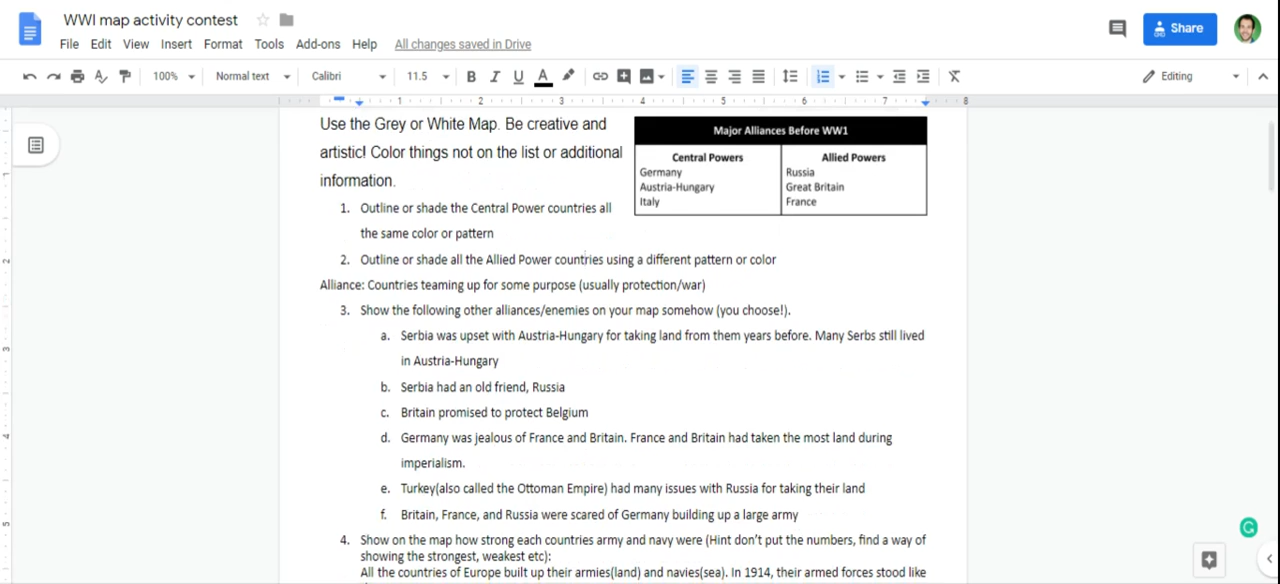 WWI map activity contest
File Edit View Insert Format Tools Add-ons Help All changes saved in Drive
Share
100% Normal text Calibri 11.5 B I U A Editing
1 2 3 4 5 6 7 8
Use the Grey or White Map. Be creative and
artistic! Color things not on the list or additional
information.
Major Alliances Before WW1
Central Powers Allied Powers
Germany Russia
Austria-Hungary Great Britain
Italy France
1. Outline or shade the Central Power countries all
the same color or pattern
2. Outline or shade all the Allied Power countries using a different pattern or color
Alliance: Countries teaming up for some purpose (usually protection/war)
3. Show the following other alliances/enemies on your map somehow (you choose!).
a. Serbia was upset with Austria-Hungary for taking land from them years before. Many Serbs still lived
in Austria-Hungary
b. Serbia had an old friend, Russia
c. Britain promised to protect Belgium
d. Germany was jealous of France and Britain. France and Britain had taken the most land during
imperialism.
e. Turkey(also called the Ottoman Empire) had many issues with Russia for taking their land
f. Britain, France, and Russia were scared of Germany building up a large army
4. Show on the map how strong each countries army and navy were (Hint don't put the numbers, find a way of
showing the strongest, weakest etc):
All the countries of Europe built up their armies(land) and navies(sea). In 1914, their armed forces stood like